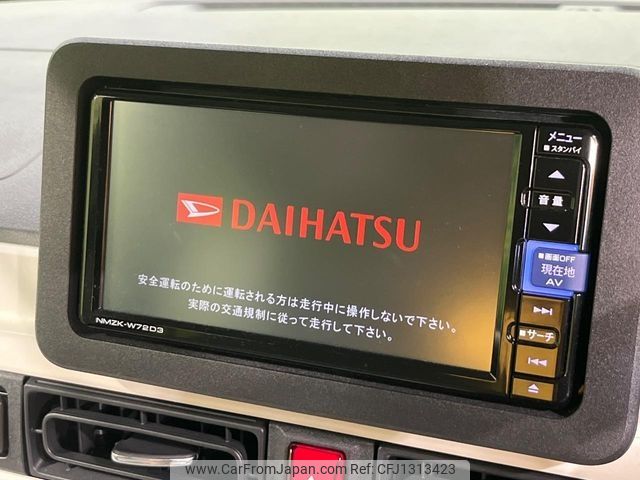 メニュー
■スタンバイ
音量
■画面OFF
現在地
AV
■サーチ
DAIHATSU
安全運転のために運転される方は走行中に操作しないで下さい。
実際の交通規制に従って走行して下さい。
NMZK-W72D3
CarFromJapan.com - Car ID: CFJ1313423